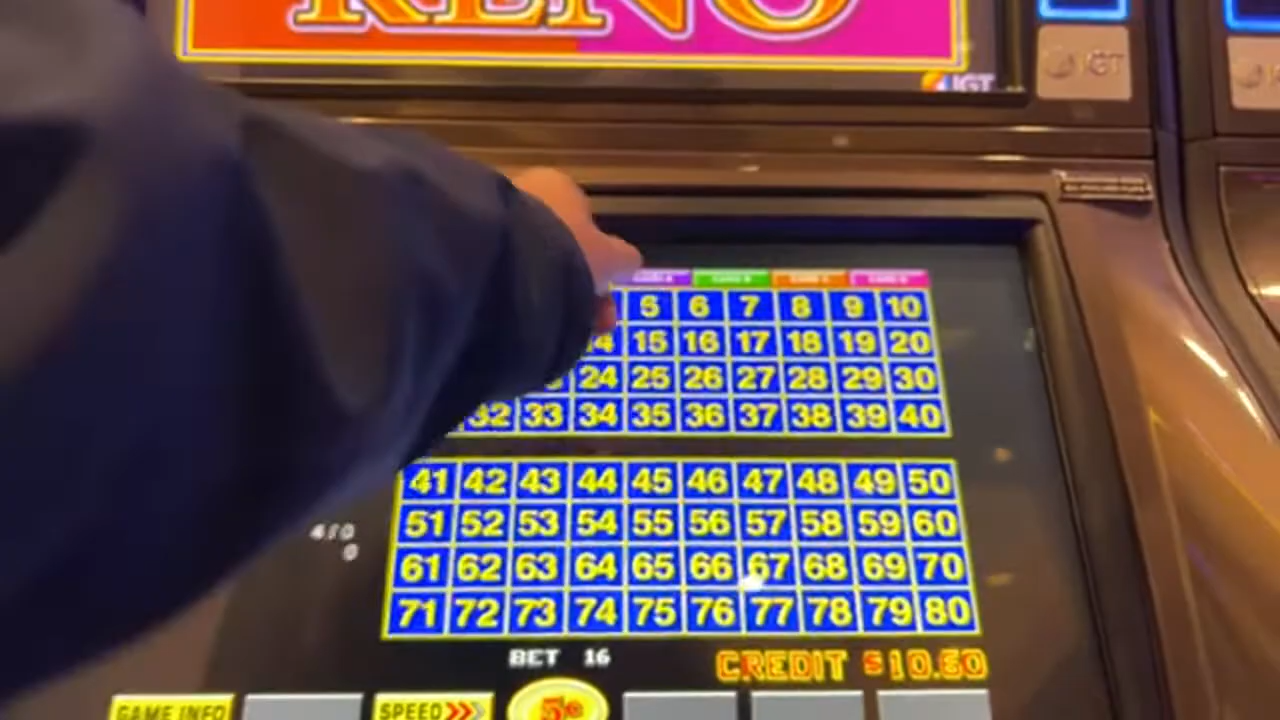 KENO
IGT
IGT
5 6 7 8 9 10
14 15 16 17 18 19 20
24 25 26 27 28 29 30
32 33 34 35 36 37 38 39 40
41 42 43 44 45 46 47 48 49 50
51 52 53 54 55 56 57 58 59 60
61 62 63 64 65 66 67 68 69 70
71 72 73 74 75 76 77 78 79 80
0
BET 16
CREDIT $10.60
GAME INFO
SPEED
5¢